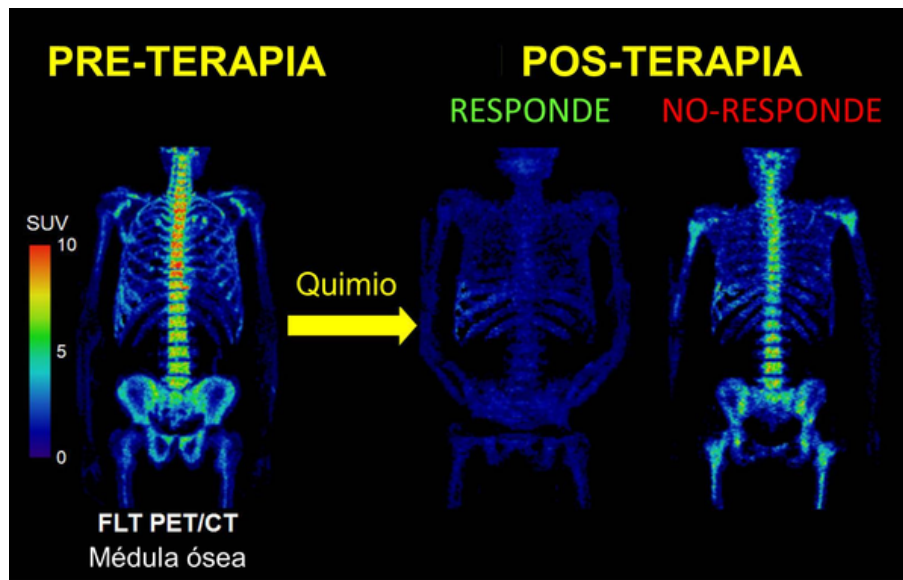 PRE-TERAPIA
POS-TERAPIA
RESPONDE
NO-RESPONDE
SUV
10
5
0
Quimio
FLT PET/CT
Médula ósea